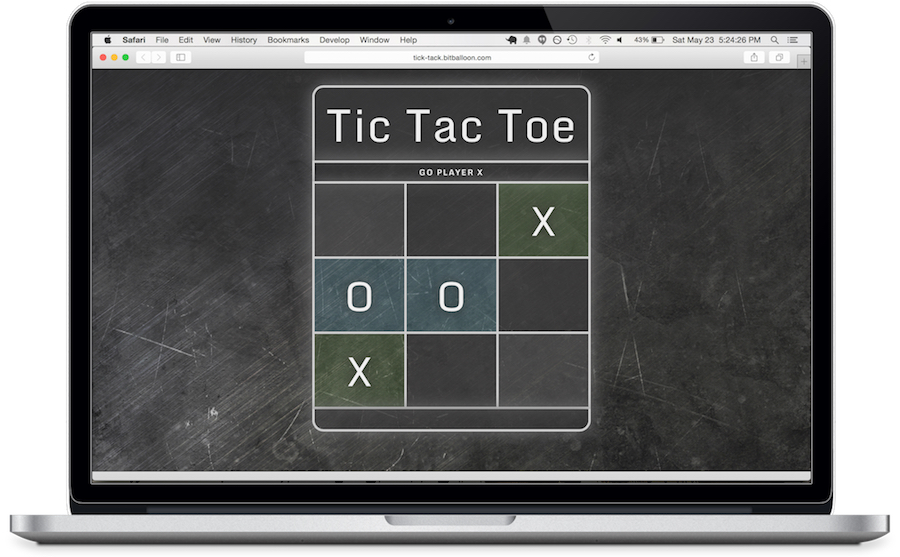 Safari File Edit View History Bookmarks Develop Window Help 43% Sat May 23 5:24:26 PM
tick-tack.bitballoon.com
Tic Tac Toe
GO PLAYER X
X
O O
X